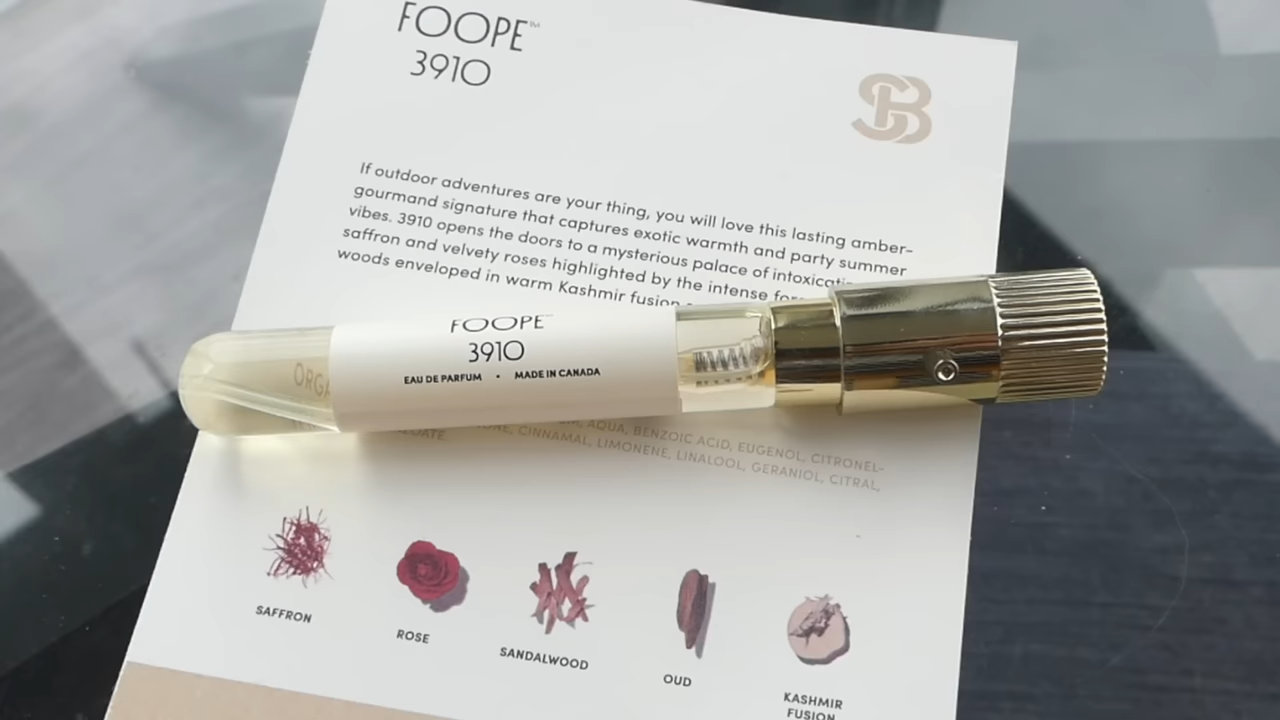 FOOPE™
3910
SB
If outdoor adventures are your thing, you will love this lasting amber-
gourmand signature that captures exotic warmth and party summer
vibes. 3910 opens the doors to a mysterious palace of
saffron and velvety roses highlighted by the intense
woods enveloped in warm Kashmir fusion
FOOPE™
3910
EAU DE PARFUM • MADE IN CANADA
AQUA, BENZOIC ACID, EUGENOL, CITRONEL-
CINNAMAL, LIMONENE, LINALOOL, GERANIOL, CITRAL,
SAFFRON
ROSE
SANDALWOOD
OUD
KASHMIR
FUSION